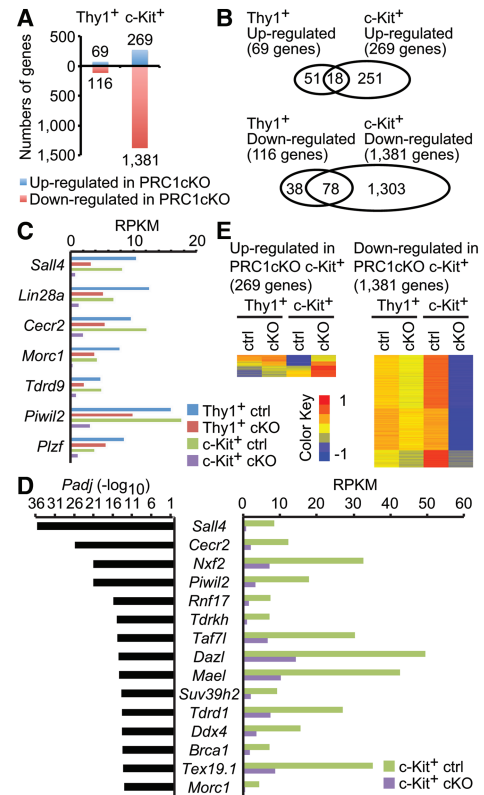 A
Thy1+ c-Kit+
Numbers of genes
500
0
500
1,000
1,500
69
269
116
1,381
Up-regulated in PRC1cKO
Down-regulated in PRC1cKO
B
Thy1+ c-Kit+
Up-regulated Up-regulated
(69 genes) (269 genes)
51 18 251
Thy1+ c-Kit+
Down-regulated Down-regulated
(116 genes) (1,381 genes)
38 78 1,303
C
RPKM
0 10 20
Sall4
Lin28a
Cecr2
Morc1
Tdrd9
Piwil2
Plzf
Thy1+ ctrl
Thy1+ cKO
c-Kit+ ctrl
c-Kit+ cKO
E
Up-regulated in
PRC1cKO c-Kit+
(269 genes)
Thy1+ c-Kit+
ctrl cKO ctrl cKO
Down-regulated in
PRC1cKO c-Kit+
(1,381 genes)
Thy1+ c-Kit+
ctrl cKO ctrl cKO
Color Key
1
-1
D
Padj (-log10)
36 31 26 21 16 11 6 1
RPKM
0 10 20 30 40 50 60
Sall4
Cecr2
Nxf2
Piwil2
Rnf17
Tdrkh
Taf7l
Dazl
Mael
Suv39h2
Tdrd1
Ddx4
Brca1
Tex19.1
Morc1
c-Kit+ ctrl
c-Kit+ cKO